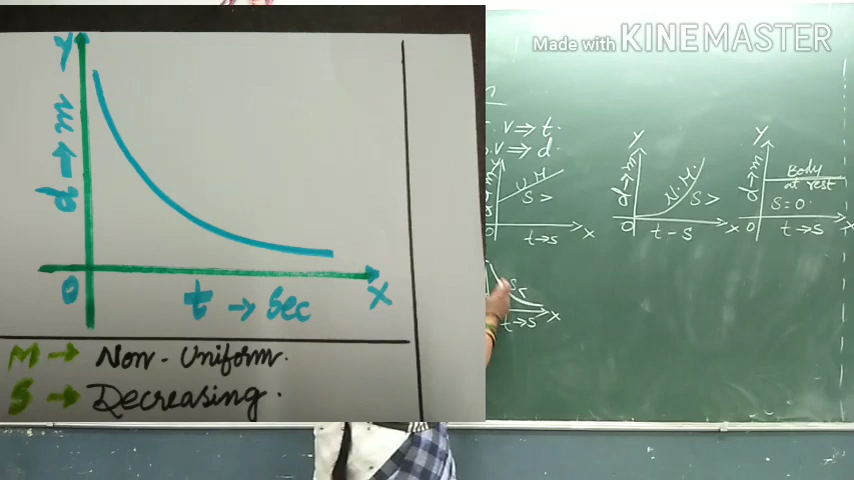 Made with KINEMASTER
Y
d → m
O
t → Sec
X
M → Non-Uniform.
S → Decreasing.
V ⇒ t.
V ⇒ d.
Y
U M
S >
O
t → s
X
Y
d → m
N. M.
S >
O
t - S
X
Y
d → m
Body
at rest
S = 0.
O
t → s
X
t → s
X